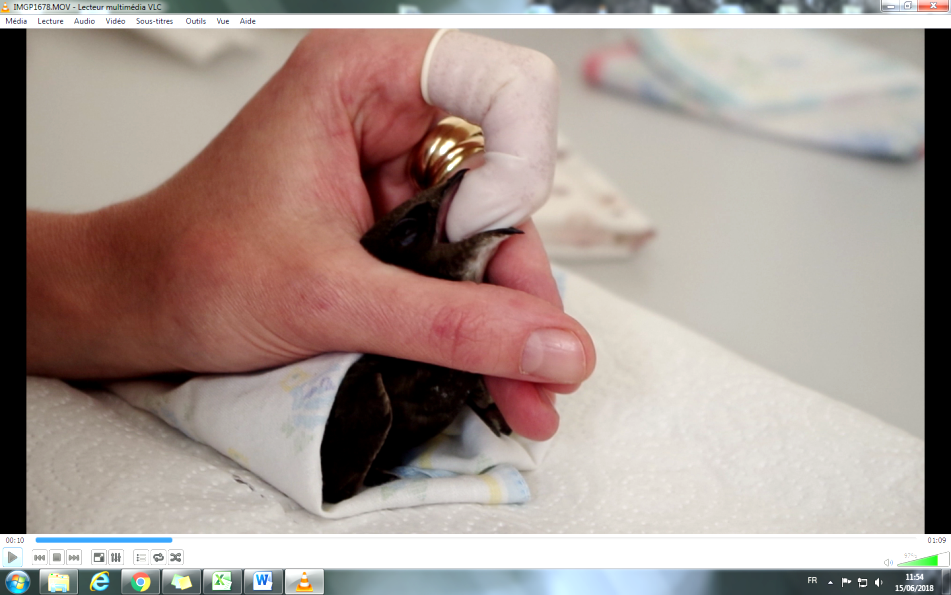 IMGP1678.MOV - Lecteur multimédia VLC
Média Lecture Audio Vidéo Sous-titres Outils Vue Aide
00:10 01:09
FR 11:54
15/06/2018